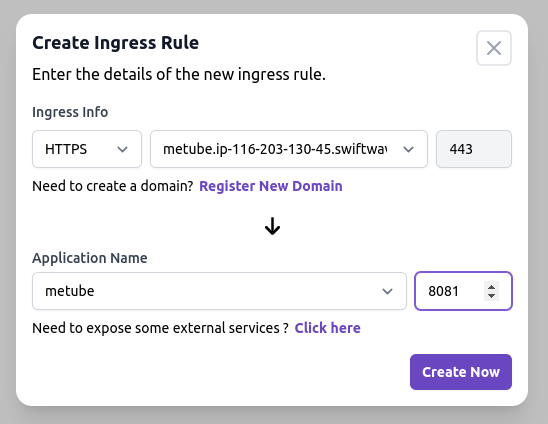 Create Ingress Rule
Enter the details of the new ingress rule.
Ingress Info
HTTPS metube.ip-116-203-130-45.swiftwav 443
Need to create a domain? Register New Domain
Application Name
metube 8081
Need to expose some external services ? Click here
Create Now